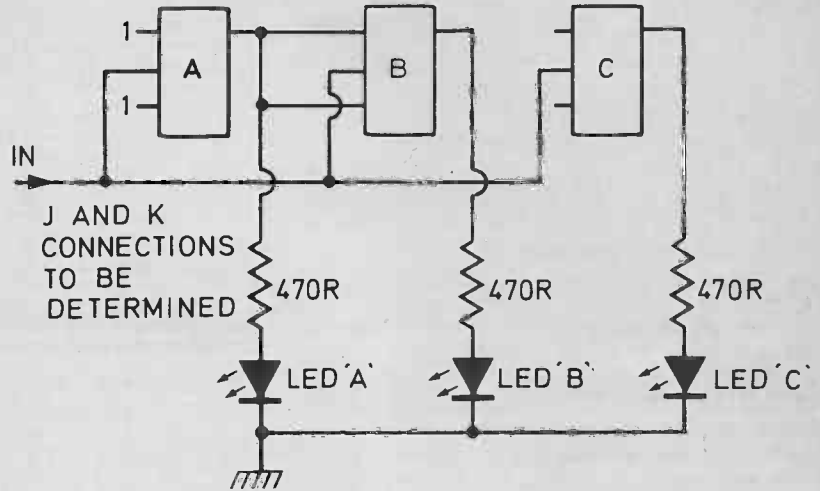 1
A
B
C
1
IN
J AND K
CONNECTIONS
TO BE
DETERMINED
470R
470R
470R
LED 'A'
LED 'B'
LED 'C'